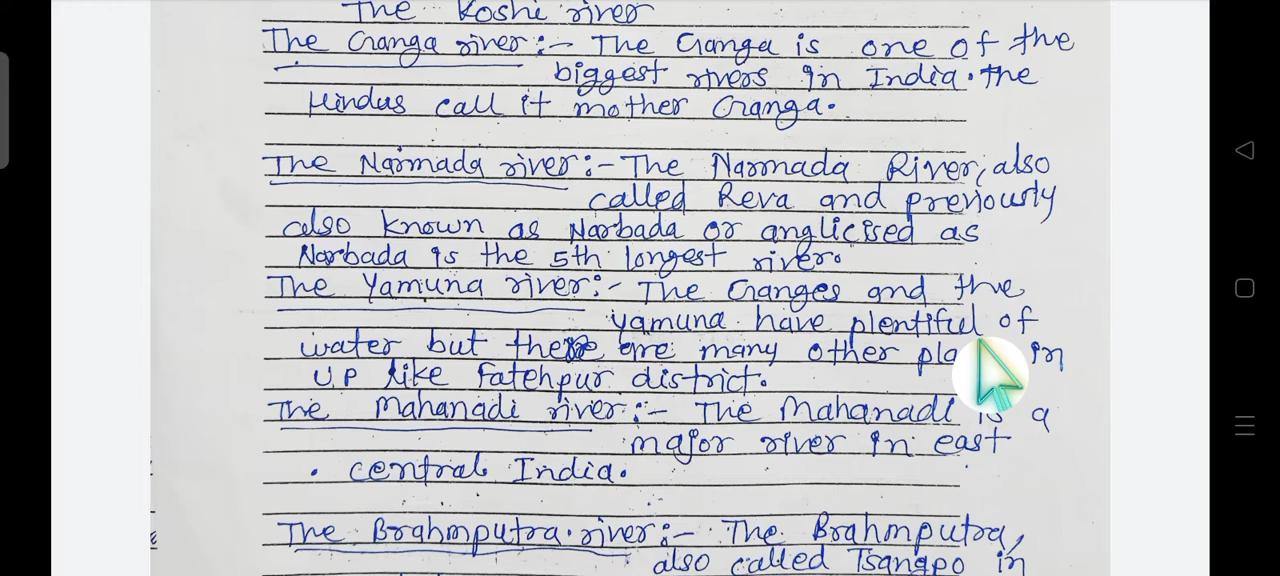 The Koshi river
The Ganga river:- The Ganga is one of the
biggest rivers in India. the
Hindus call it mother Ganga.
The Narmada river:- The Narmada River, also
called Reva and previously
also known as Narbada or anglicised as
Narbada is the 5th longest river.
The Yamuna river:- The Ganges and the
yamuna have plentiful of
water but there are many other in
U.P like Fatehpur district.
The Mahanadi river:- The Mahanadi is a
major river in east
central India.
The Brahmputra river:- The Brahmputra,
also called Tsangpo in